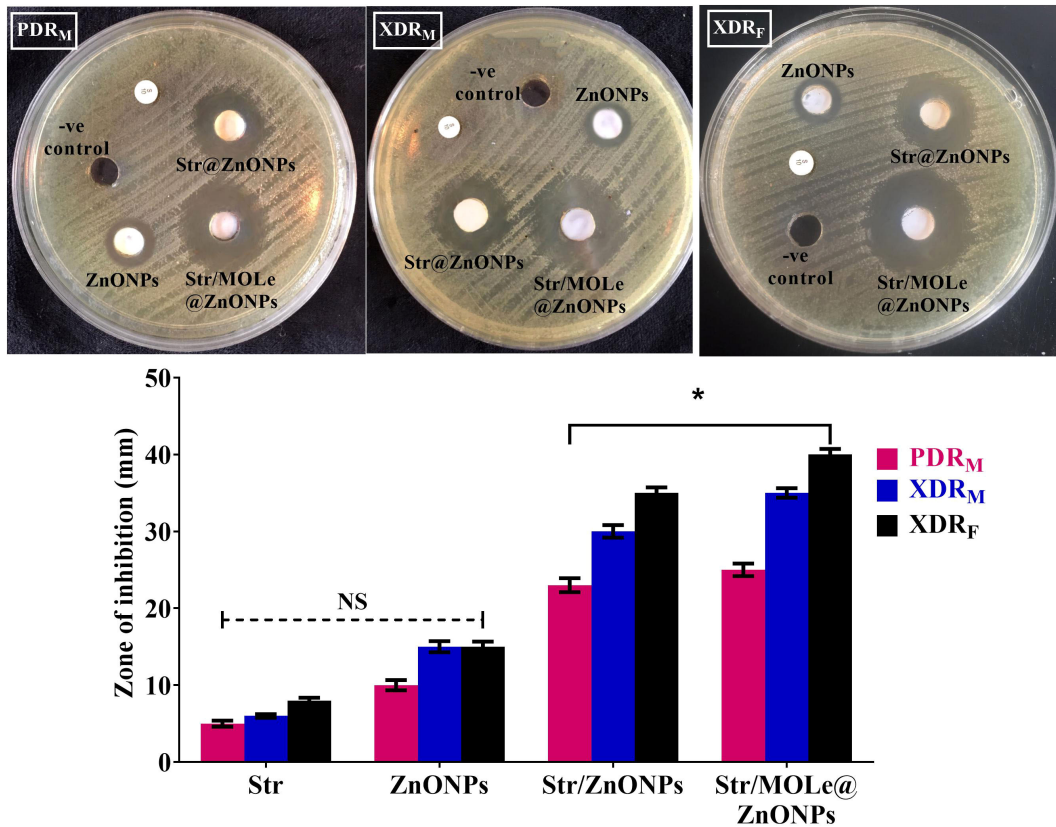 PDRM
-ve
control
Str@ZnONPs
ZnONPs
Str/MOLe
@ZnONPs
XDRM
-ve
control
ZnONPs
Str@ZnONPs
Str/MOLe
@ZnONPs
XDRF
ZnONPs
Str@ZnONPs
-ve
control
Str/MOLe
@ZnONPs
Zone of inhibition (mm)
50
40
30
20
10
0
NS
*
PDRM
XDRM
XDRF
Str
ZnONPs
Str/ZnONPs
Str/MOLe@
ZnONPs